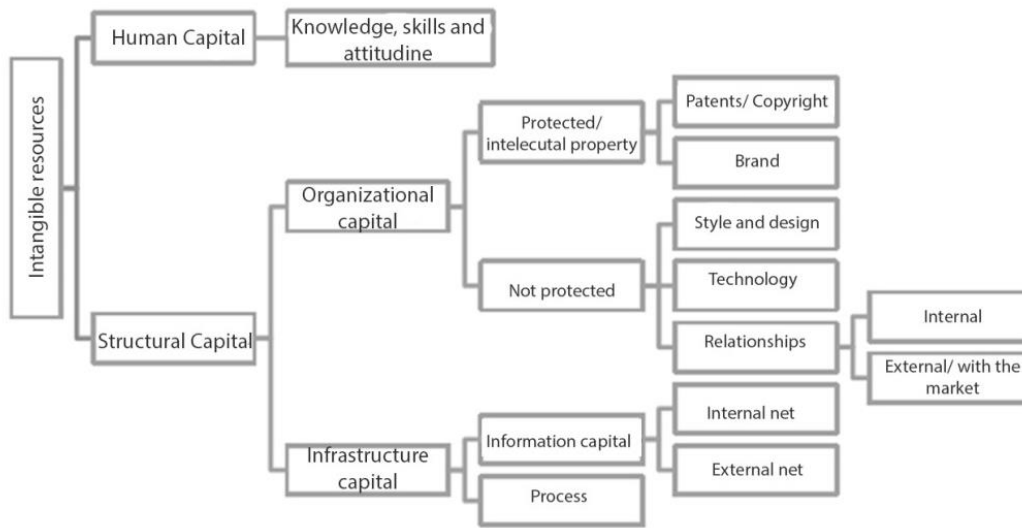 Intangible resources
Human Capital
Knowledge, skills and
attitudine
Structural Capital
Organizational
capital
Protected/
intelecutal property
Patents/ Copyright
Brand
Not protected
Style and design
Technology
Relationships
Internal
External/ with the
market
Infrastructure
capital
Information capital
Internal net
External net
Process